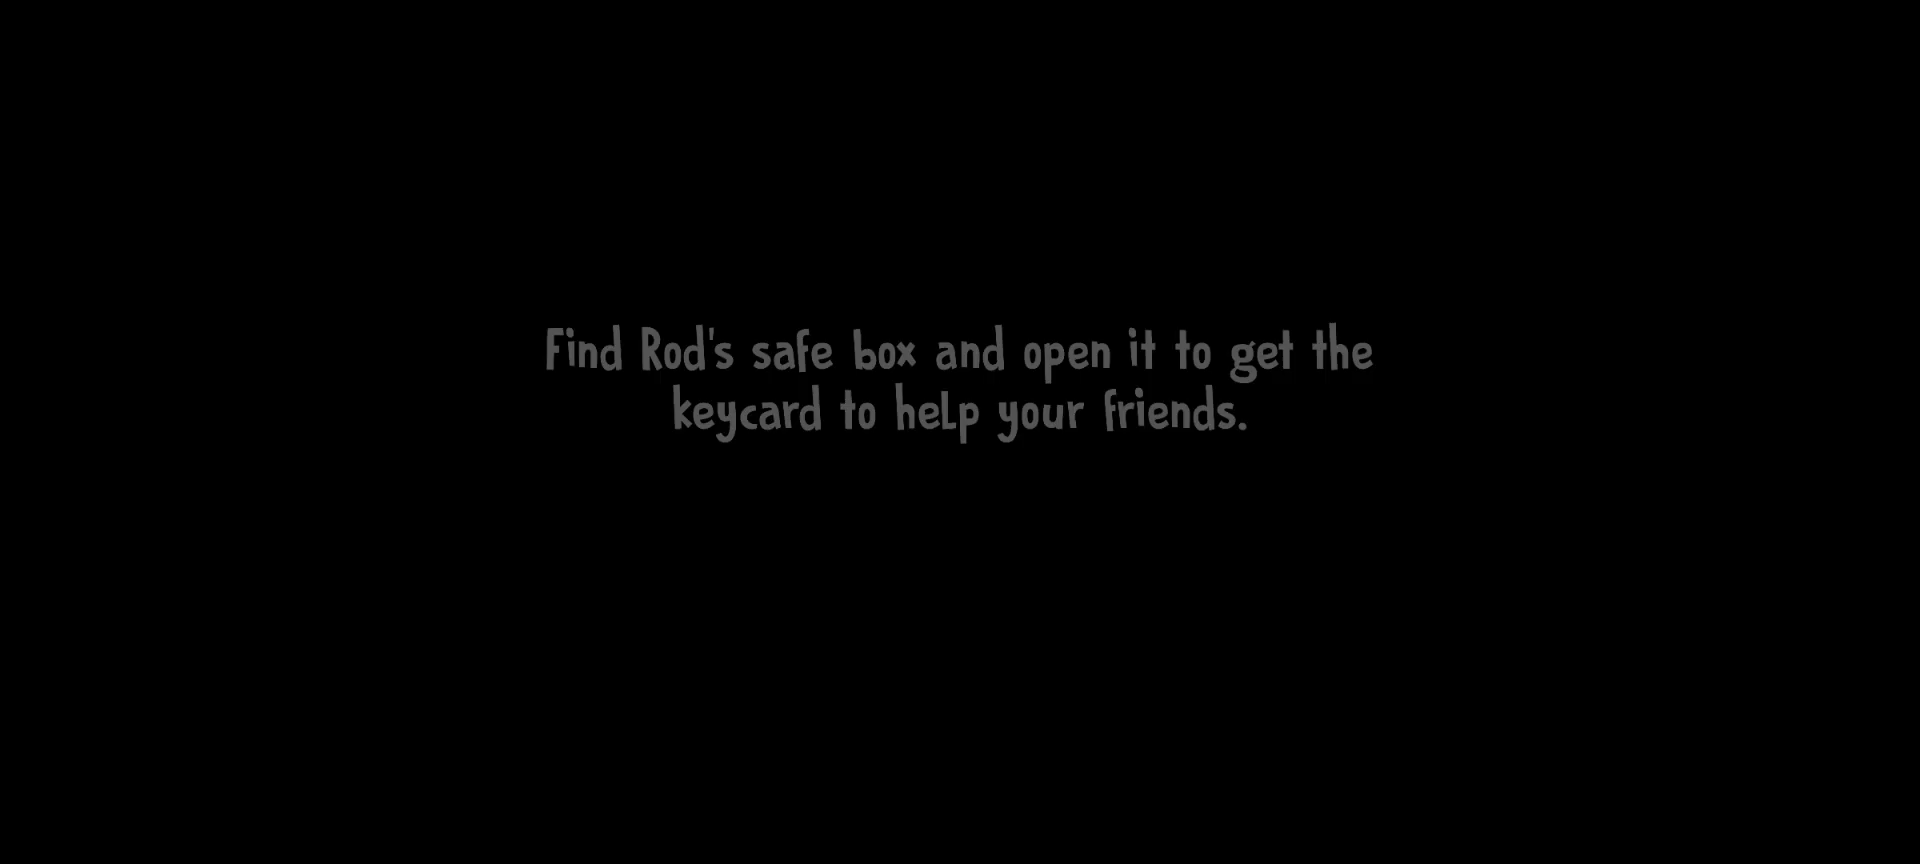 Find Rod's safe box and open it to get the
keycard to help your friends.